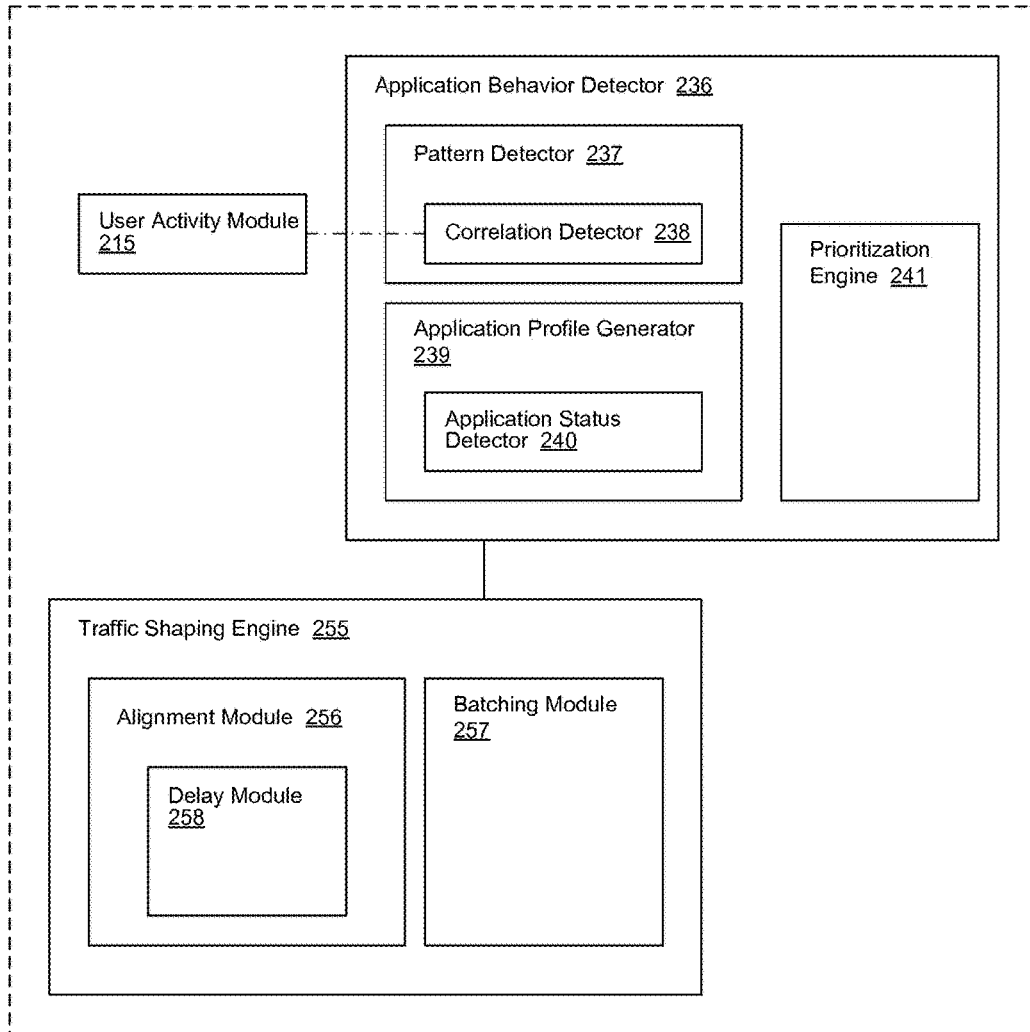 Application Behavior Detector 236
Pattern Detector 237
User Activity Module
215
Correlation Detector 238
Prioritization
Engine 241
Application Profile Generator
239
Application Status
Detector 240
Traffic Shaping Engine 255
Alignment Module 256
Batching Module
257
Delay Module
258